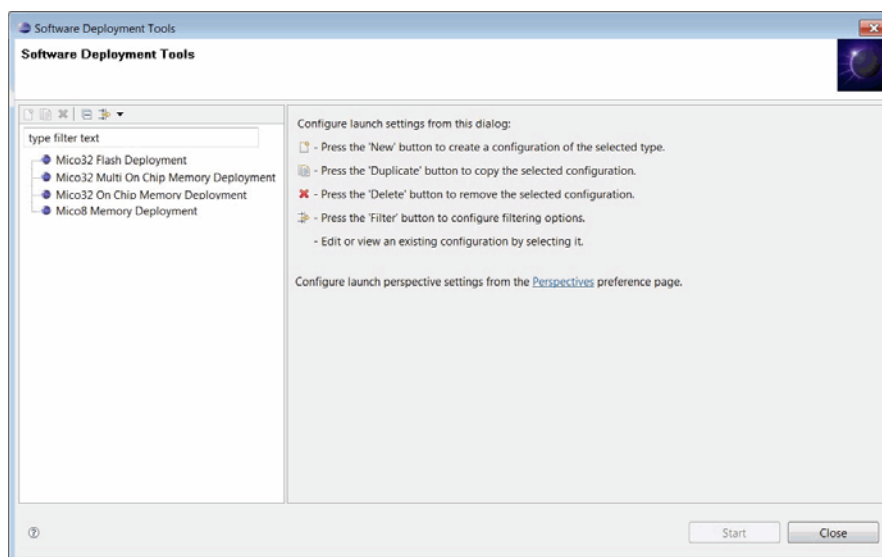 Software Deployment Tools
Software Deployment Tools
type filter text
Mico32 Flash Deployment
Mico32 Multi On Chip Memory Deployment
Mico32 On Chip Memory Deployment
Mico8 Memory Deployment
Configure launch settings from this dialog:
- Press the 'New' button to create a configuration of the selected type.
- Press the 'Duplicate' button to copy the selected configuration.
- Press the 'Delete' button to remove the selected configuration.
- Press the 'Filter' button to configure filtering options.
- Edit or view an existing configuration by selecting it.
Configure launch perspective settings from the Perspectives preference page.
Start
Close